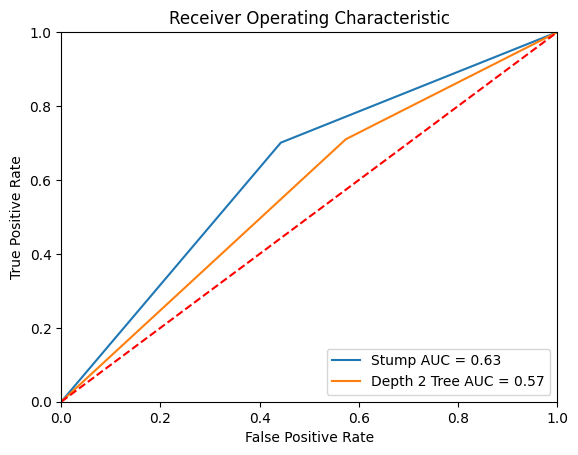 Receiver Operating Characteristic
True Positive Rate
1.0
0.8
0.6
0.4
0.2
0.0
Stump AUC = 0.63
Depth 2 Tree AUC = 0.57
0.0 0.2 0.4 0.6 0.8 1.0
False Positive Rate